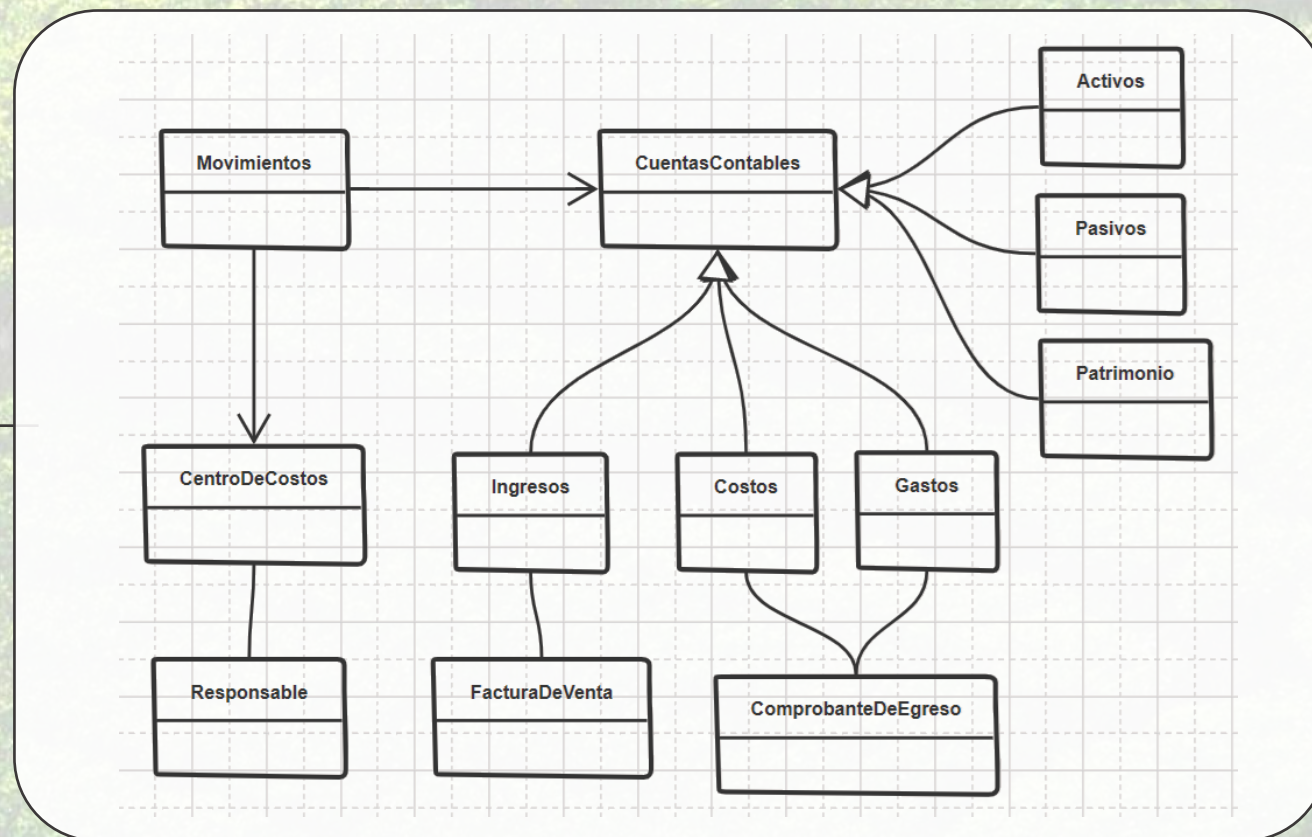 Activos
Movimientos
CuentasContables
Pasivos
Patrimonio
CentroDeCostos
Ingresos
Costos
Gastos
Responsable
FacturaDeVenta
ComprobanteDeEgreso